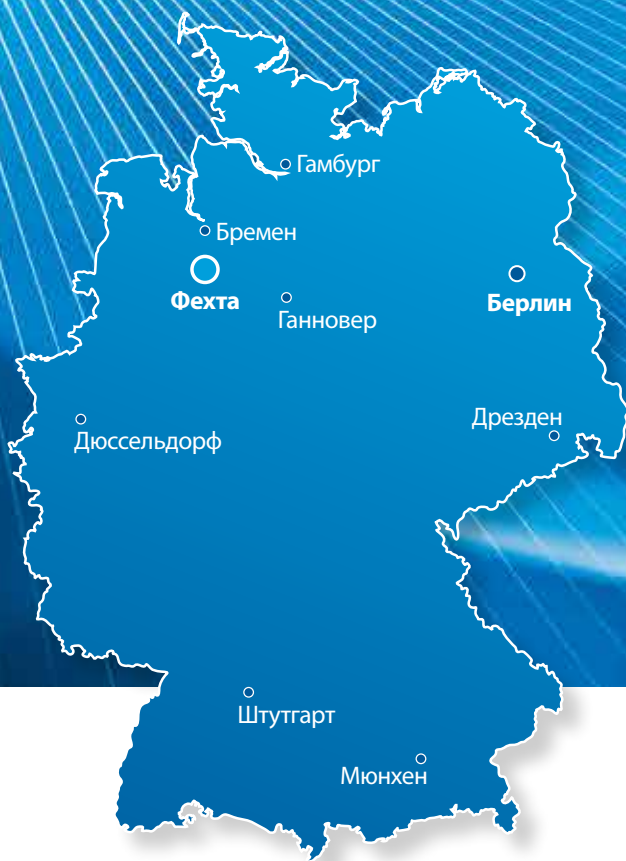 Гамбург
Бремен
Фехта
Берлин
Ганновер
Дрезден
Дюссельдорф
Штутгарт
Мюнхен